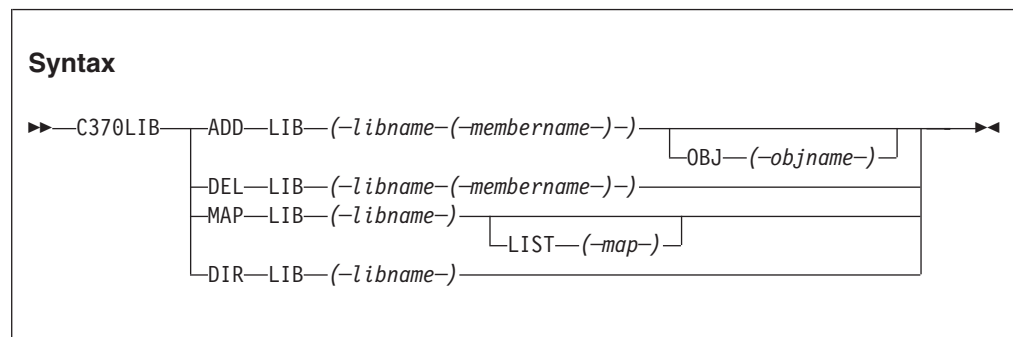 Syntax
C370LIB ADD LIB (libname(membername))
OBJ (objname)
DEL LIB (libname(membername))
MAP LIB (libname)
LIST (map)
DIR LIB (libname)